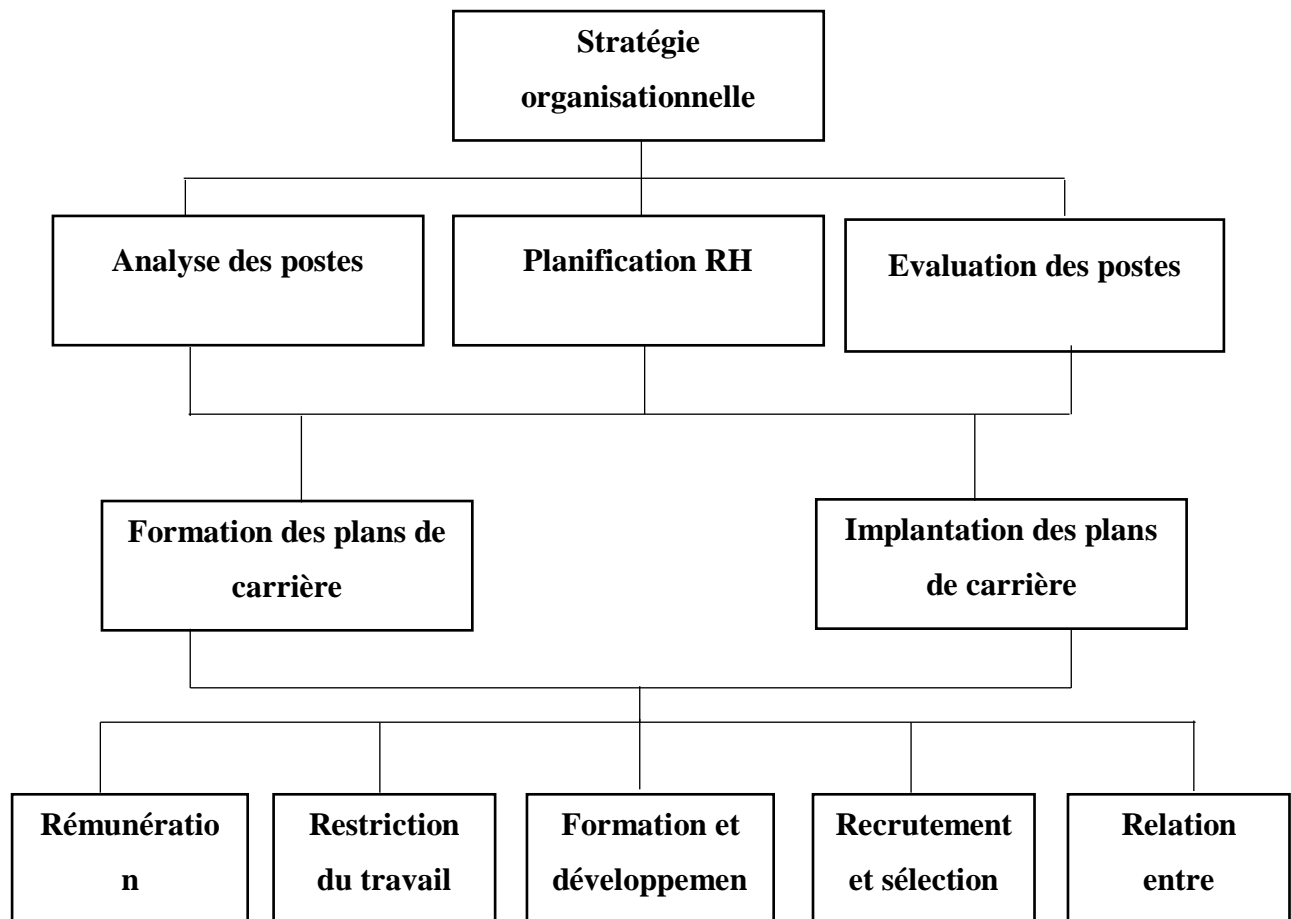 Stratégie
organisationnelle
Analyse des postes
Planification RH
Evaluation des postes
Formation des plans de
carrière
Implantation des plans
de carrière
Rémunératio
n
Restriction
du travail
Formation et
développemen
Recrutement
et sélection
Relation
entre